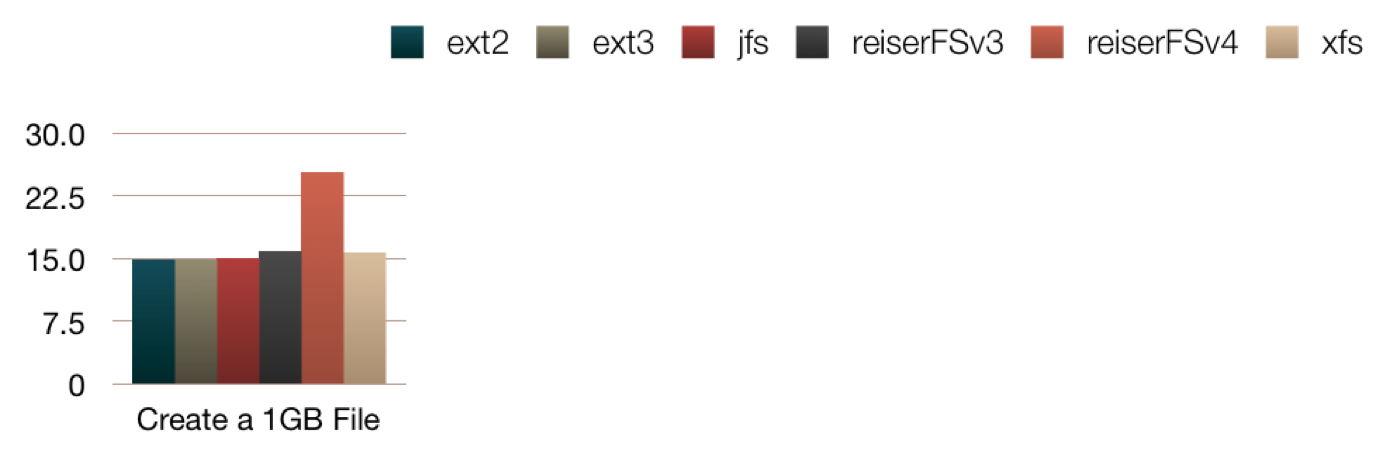 ext2 ext3 jfs reiserFSv3 reiserFSv4 xfs
30.0
22.5
15.0
7.5
0
Create a 1GB File